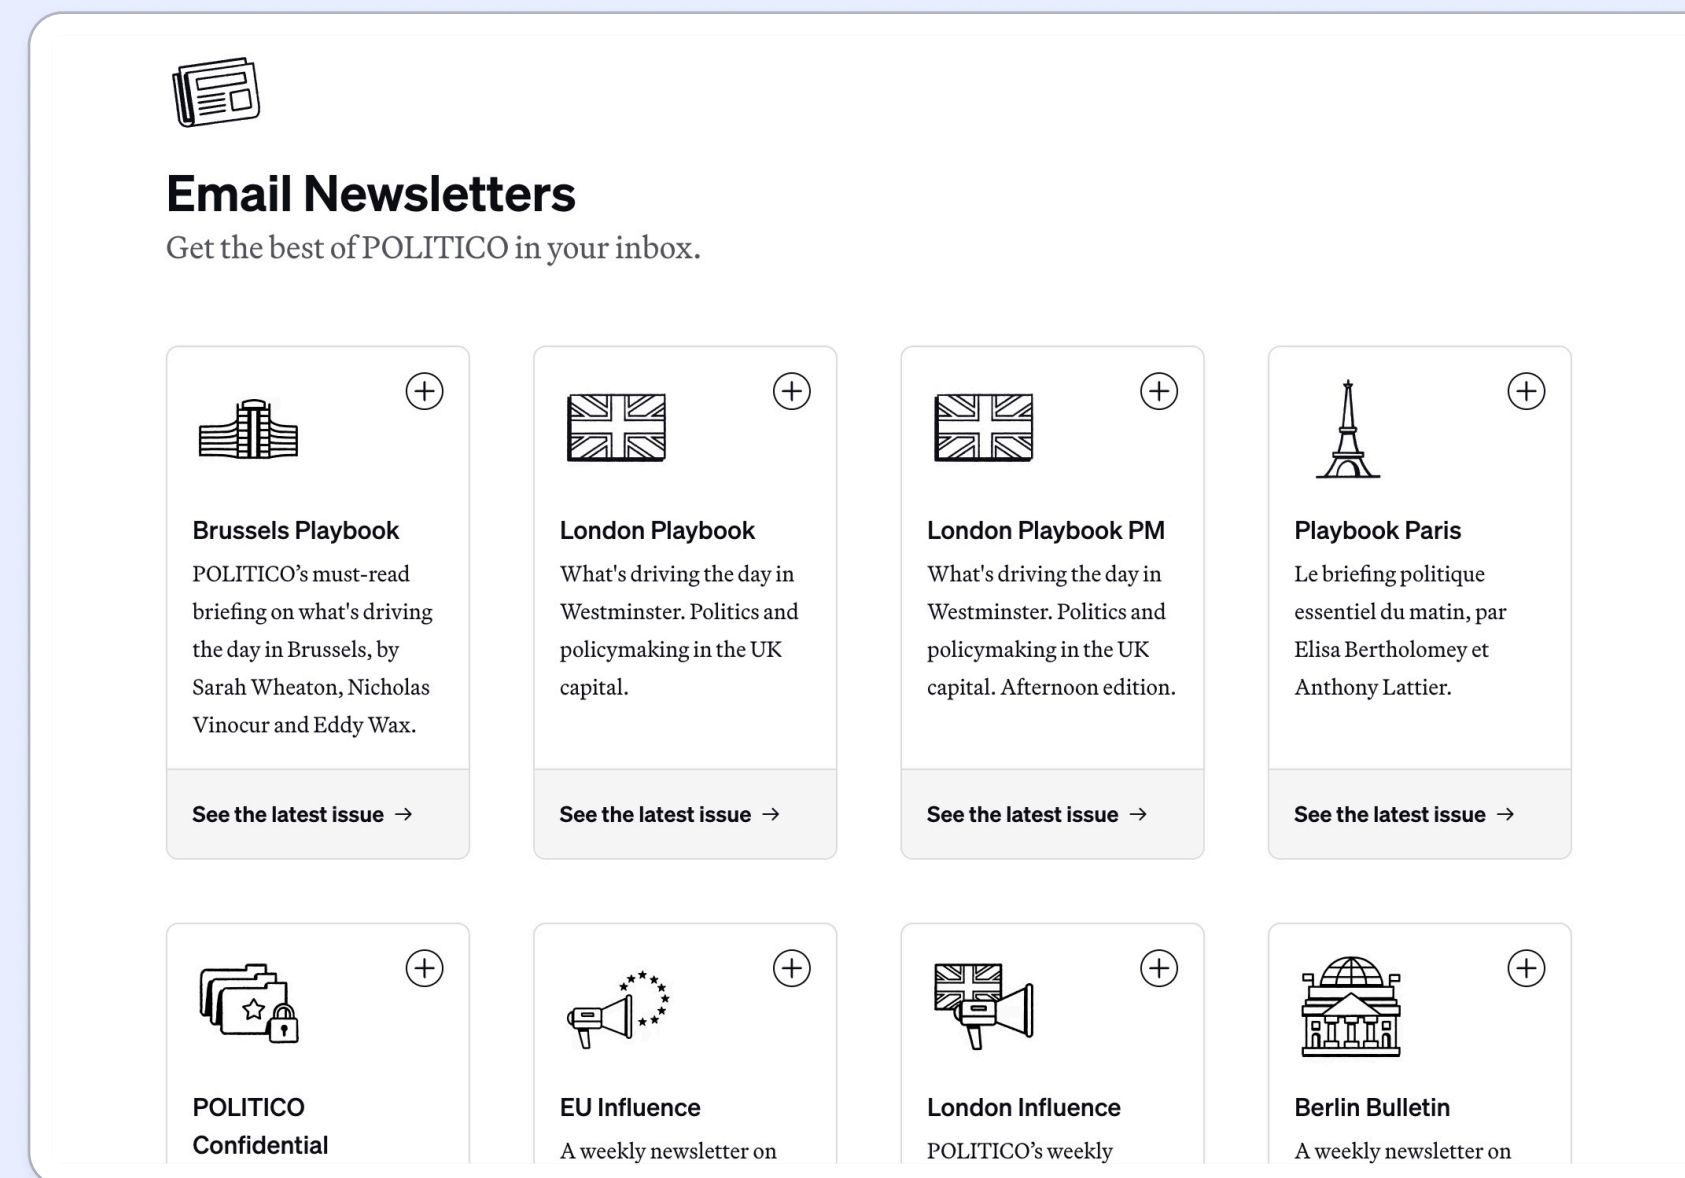 Email Newsletters
Get the best of POLITICO in your inbox.
Brussels Playbook
POLITICO’s must-read
briefing on what's driving
the day in Brussels, by
Sarah Wheaton, Nicholas
Vinocur and Eddy Wax.
See the latest issue →
London Playbook
What's driving the day in
Westminster. Politics and
policymaking in the UK
capital.
See the latest issue →
London Playbook PM
What's driving the day in
Westminster. Politics and
policymaking in the UK
capital. Afternoon edition.
See the latest issue →
Playbook Paris
Le briefing politique
essentiel du matin, par
Elisa Bertholomey et
Anthony Lattier.
See the latest issue →
POLITICO
Confidential
EU Influence
A weekly newsletter on
London Influence
POLITICO’s weekly
Berlin Bulletin
A weekly newsletter on